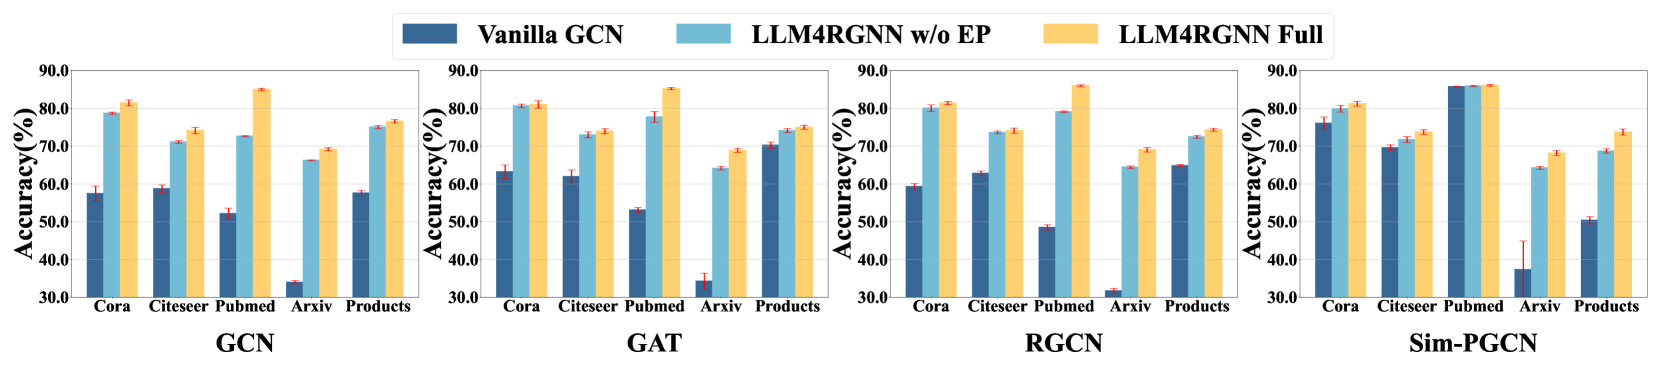 Vanilla GCN LLM4RGNN w/o EP LLM4RGNN Full
Accuracy(%)
90.0
80.0
70.0
60.0
50.0
40.0
30.0
Cora Citeseer Pubmed Arxiv Products
GCN
Accuracy(%)
90.0
80.0
70.0
60.0
50.0
40.0
30.0
Cora Citeseer Pubmed Arxiv Products
GAT
Accuracy(%)
90.0
80.0
70.0
60.0
50.0
40.0
30.0
Cora Citeseer Pubmed Arxiv Products
RGCN
Accuracy(%)
90.0
80.0
70.0
60.0
50.0
40.0
30.0
Cora Citeseer Pubmed Arxiv Products
Sim-PGCN